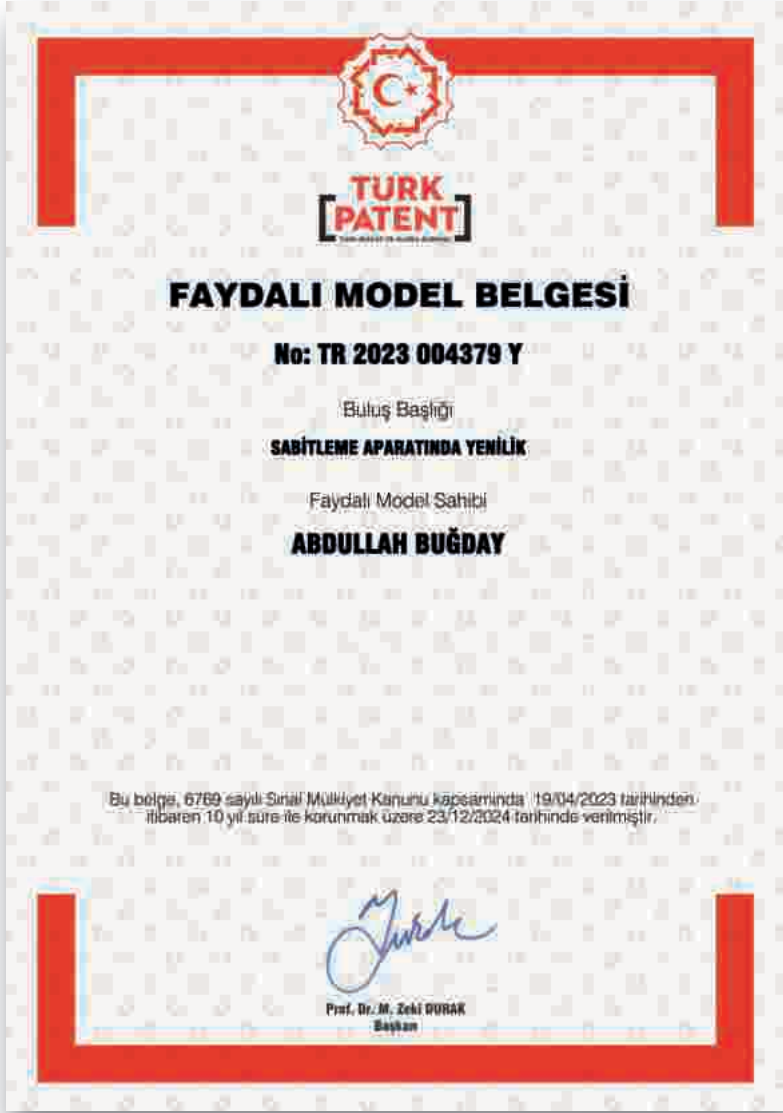 TÜRK
PATENT
FAYDALI MODEL BELGESİ
No: TR 2023 004379 Y
Buluş Başlığı
SABİTLEME APARATINDA YENİLİK
Faydalı Model Sahibi
ABDULLAH BUĞDAY
Bu belge, 6769 sayılı Sınai Mülkiyet Kanunu kapsamında 19/04/2023 tarihinden
itibaren 10 yıl süre ile korunmak üzere 23/12/2024 tarihinde verilmiştir.
Prof. Dr. M. Zeki DURAK
Başkan